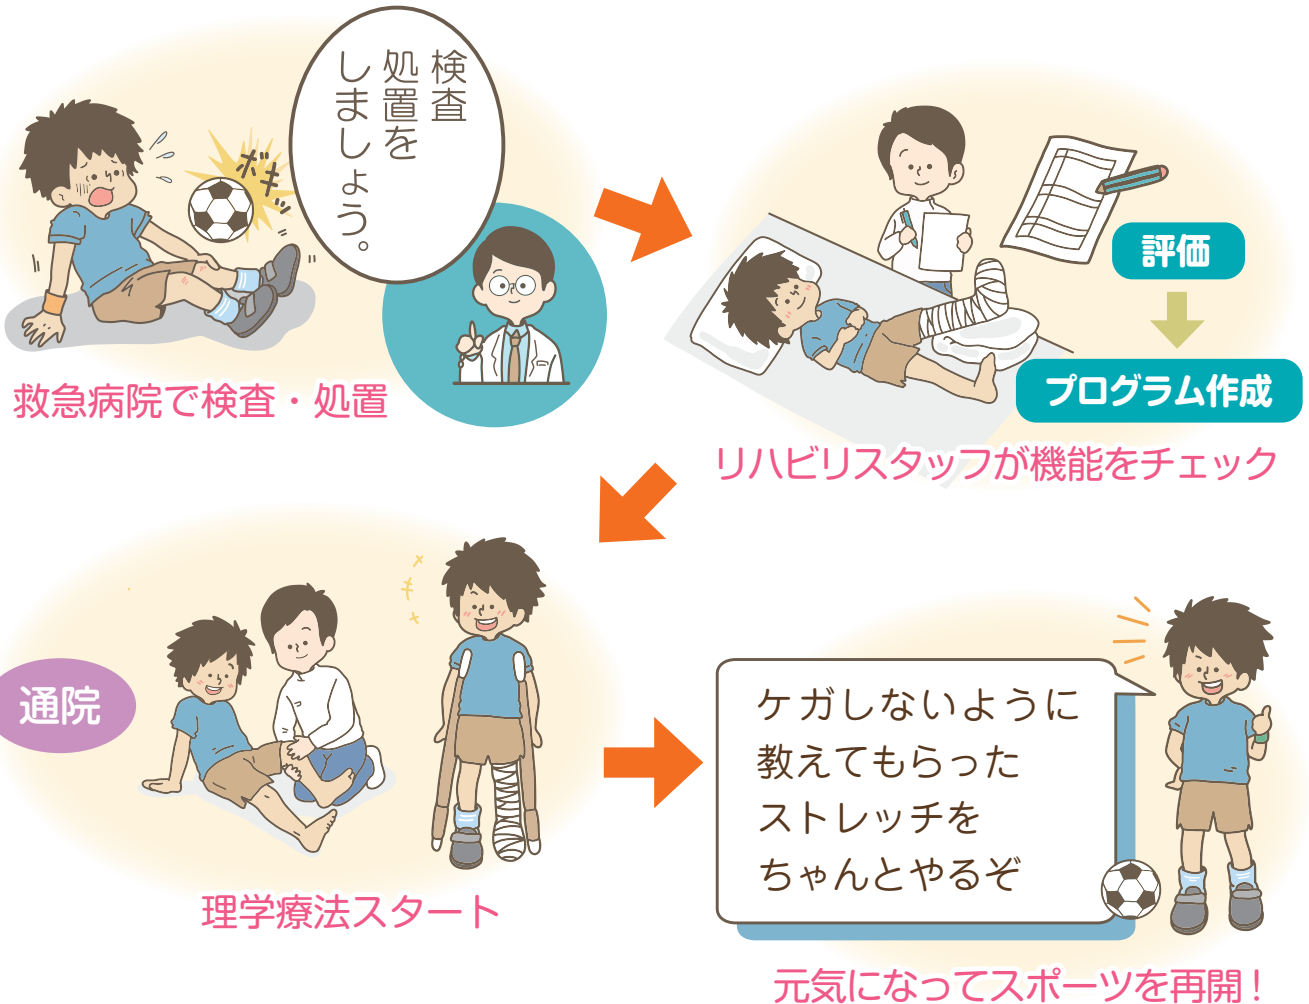 ボキッ
検査
処置を
しましょう。
救急病院で検査・処置
評価
プログラム作成
リハビリスタッフが機能をチェック
通院
理学療法スタート
ケガしないように
教えてもらった
ストレッチを
ちゃんとやるぞ
元気になってスポーツを再開！